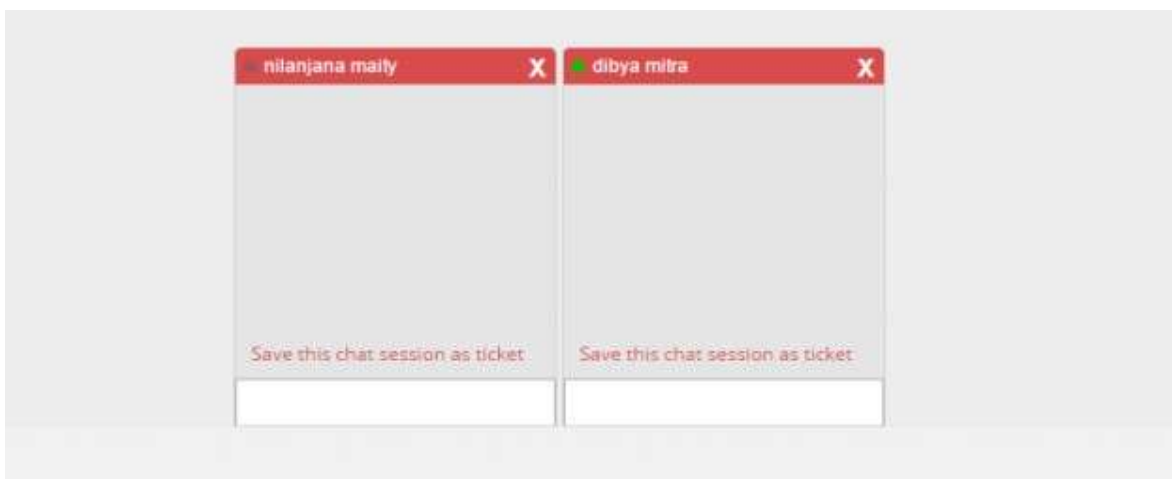 nilanjana maity X
dibya mitra X
Save this chat session as ticket
Save this chat session as ticket